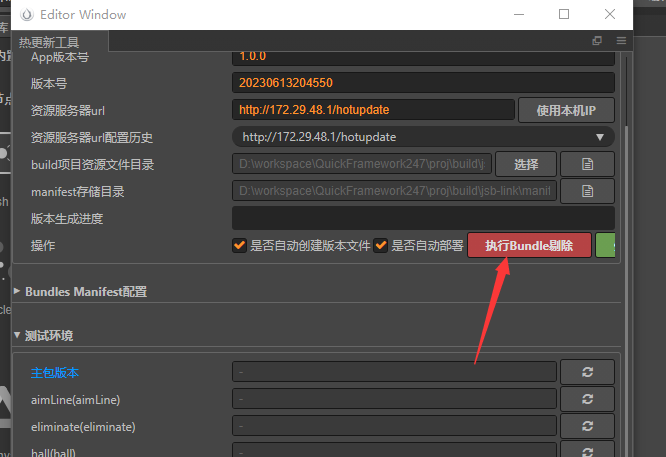 Editor Window
热更新工具
App版本号 1.0.0
版本号 20230613204550
资源服务器url http://172.29.48.1/hotupdate 使用本机IP
资源服务器url配置历史 http://172.29.48.1/hotupdate
build项目资源文件目录 D:\workspace\QuickFramework247\proj\build\j 选择
manifest存储目录 D:\workspace\QuickFramework247\proj\build\jsb-link\manif
版本生成进度
操作 是否自动创建版本文件 是否自动部署 执行Bundle剔除
Bundles Manifest配置
测试环境
主包版本 -
aimLine(aimLine) -
eliminate(eliminate) -
hall(hall) -